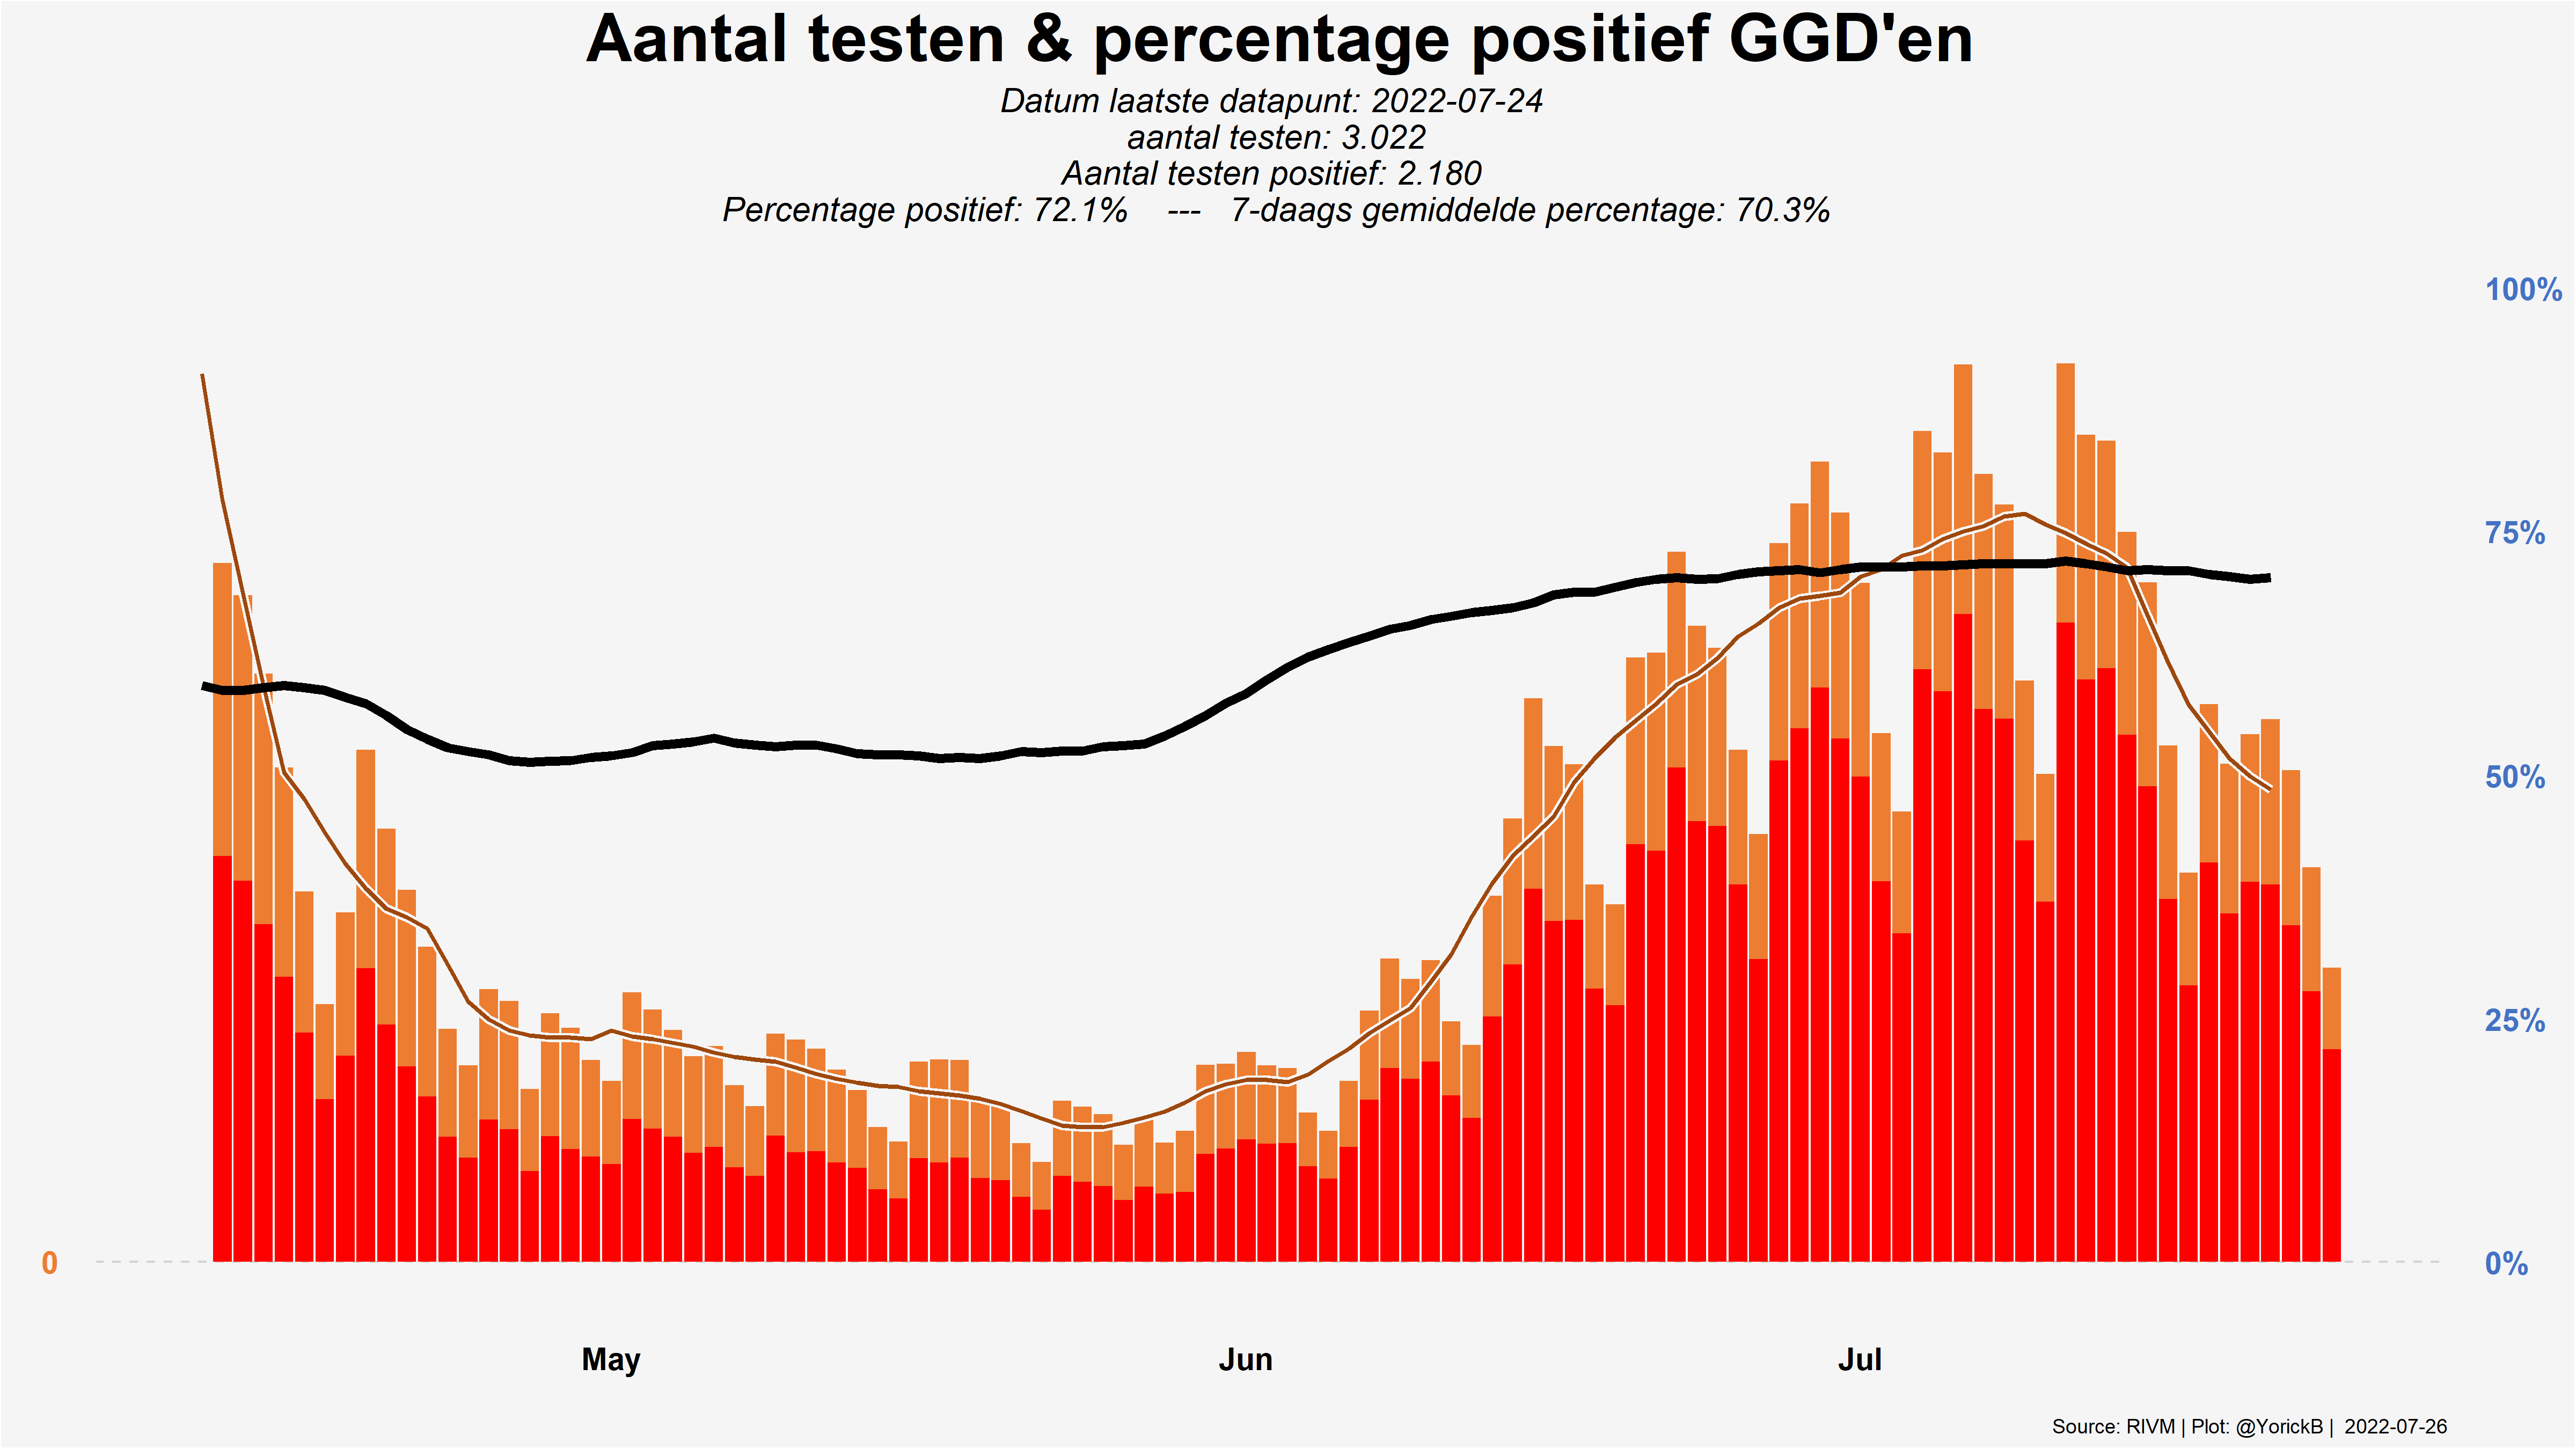 Aantal testen & percentage positief GGD'en
Datum laatste datapunt: 2022-07-24
aantal testen: 3.022
Aantal testen positief: 2.180
Percentage positief: 72.1% --- 7-daags gemiddelde percentage: 70.3%
100%
75%
50%
25%
0 0%
May Jun Jul
Source: RIVM | Plot: @YorickB | 2022-07-26